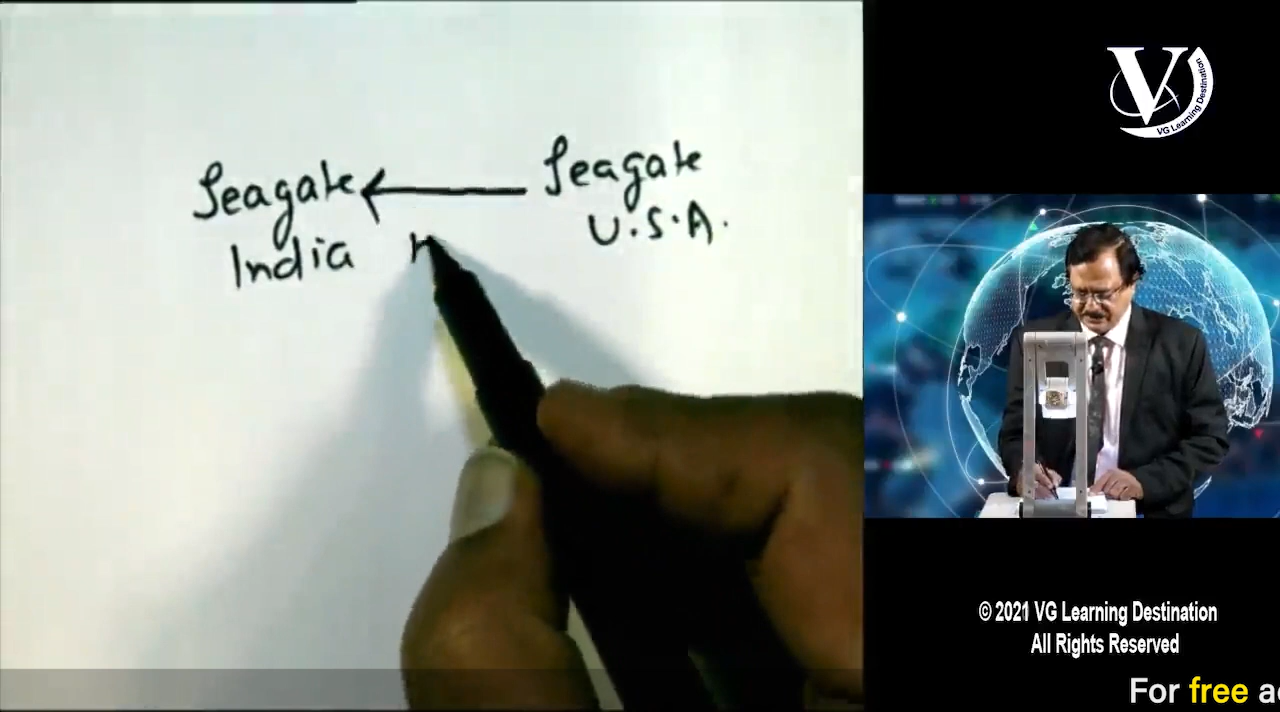 Seagate
India
Seagate
U.S.A.
V
VG Learning Destination
© 2021 VG Learning Destination
All Rights Reserved
For free